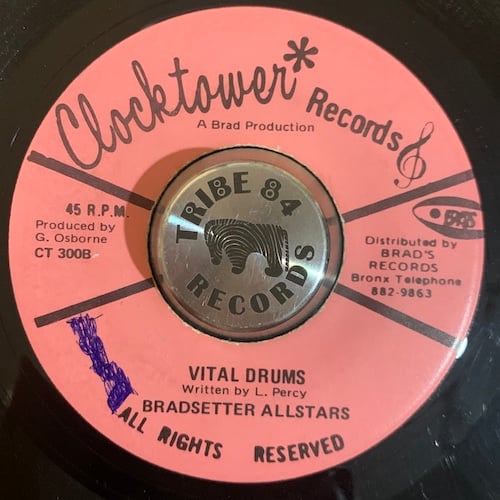 Clocktower* Records
A Brad Production
45 R.P.M.
Produced by
G. Osborne
CT 300B
TRIBE 84
RECORDS
BRADS
Distributed by
BRAD'S
RECORDS
Bronx Telephone
882-9863
VITAL DRUMS
Written by L. Percy
BRADSETTER ALLSTARS
ALL RIGHTS RESERVED